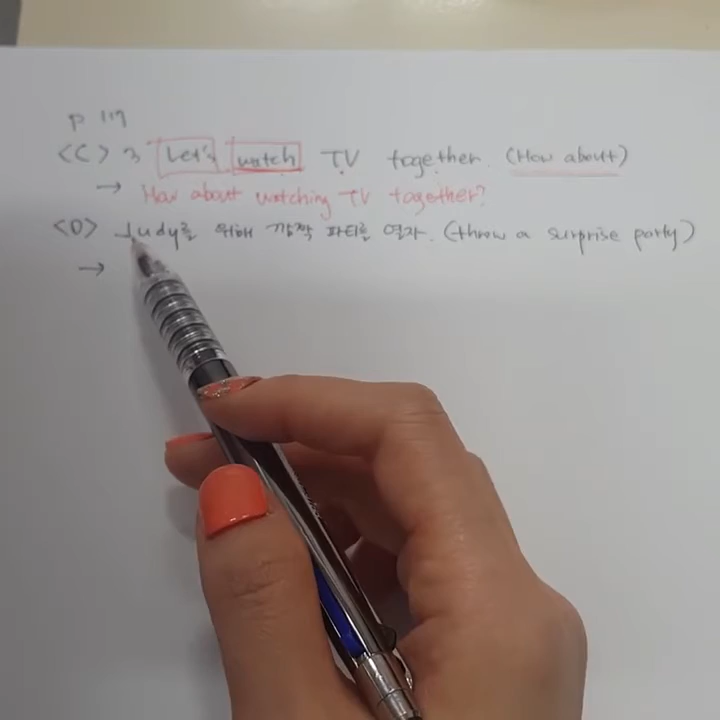 p 117
<C> 3 Let's watch TV together. (How about)
→ How about watching TV together?
<D> Judy를 위해 깜짝 파티를 열자. (throw a surprise party)
→